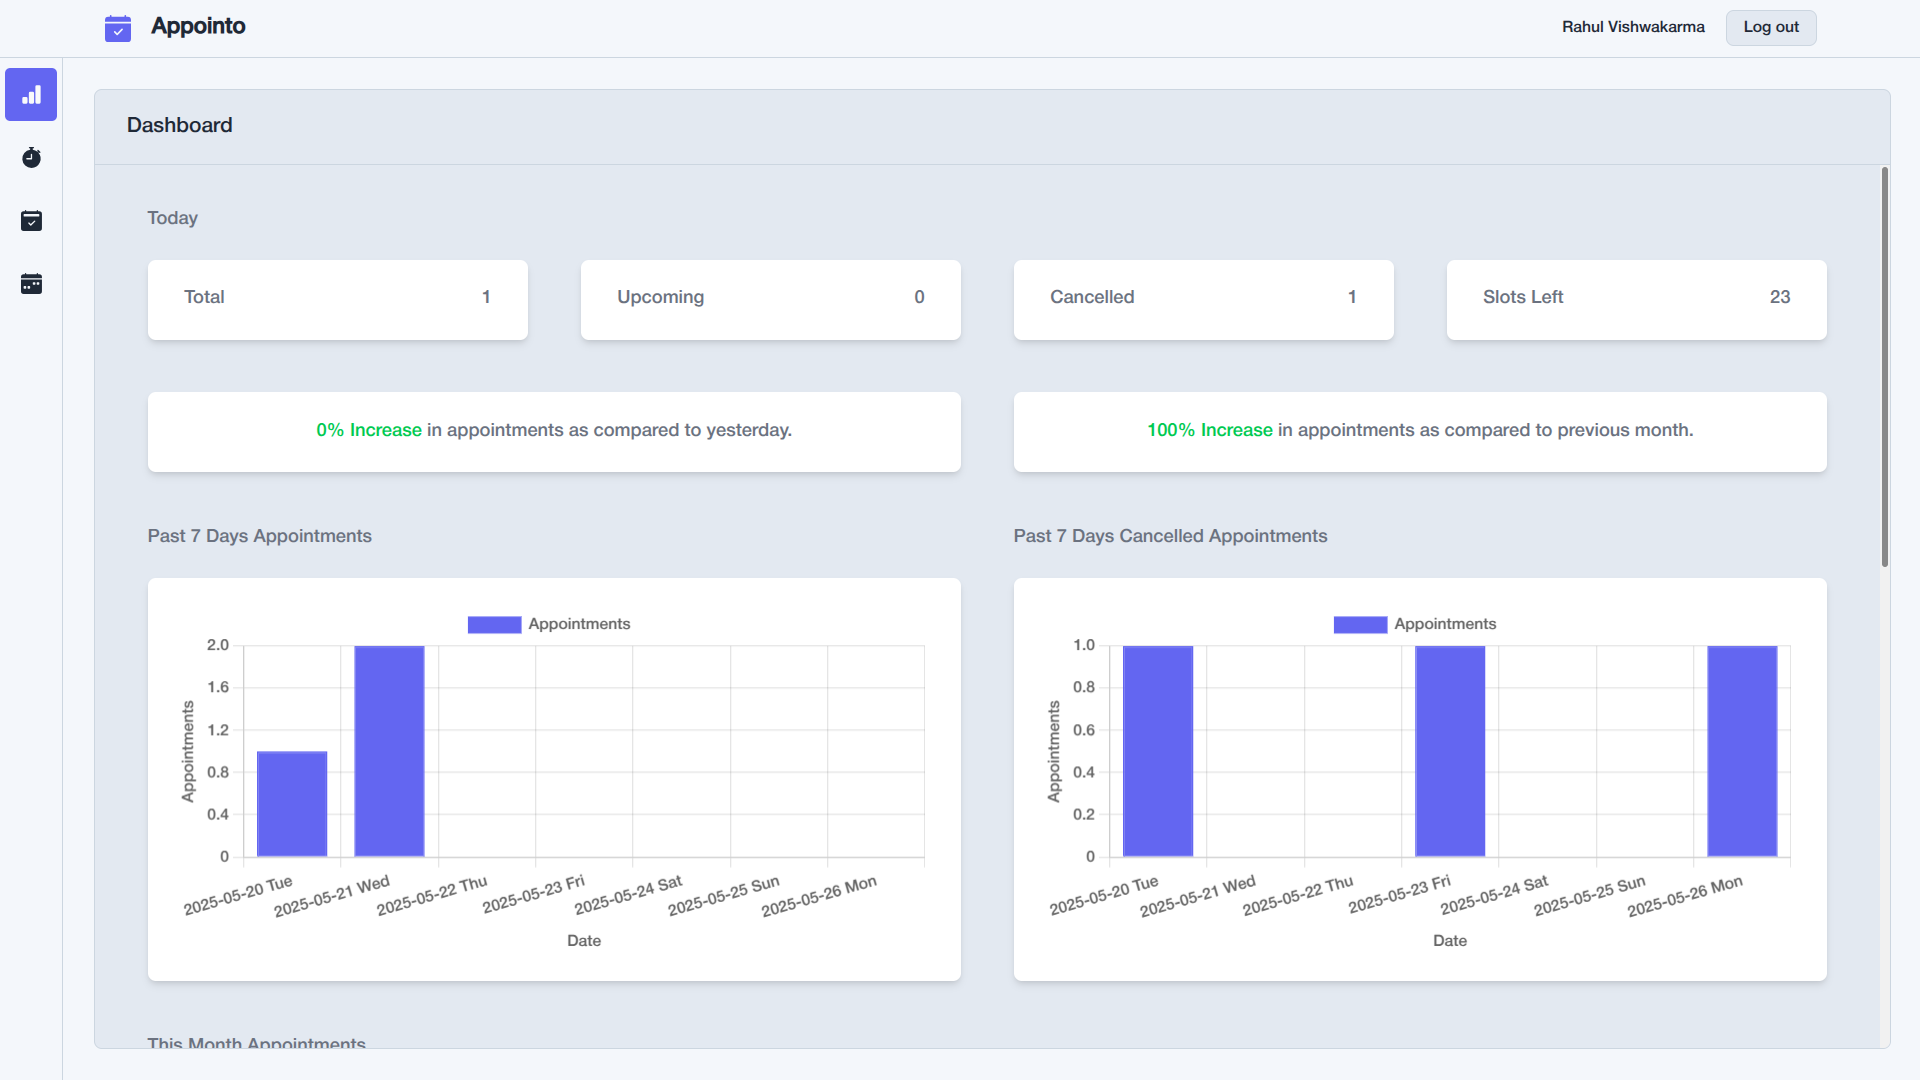 Appointo
Rahul Vishwakarma
Log out
Dashboard
Today
Total 1
Upcoming 0
Cancelled 1
Slots Left 23
0% Increase in appointments as compared to yesterday.
100% Increase in appointments as compared to previous month.
Past 7 Days Appointments
Appointments
2.0
1.6
1.2
0.8
0.4
0
Appointments
2025-05-20 Tue
2025-05-21 Wed
2025-05-22 Thu
2025-05-23 Fri
2025-05-24 Sat
2025-05-25 Sun
2025-05-26 Mon
Date
Past 7 Days Cancelled Appointments
Appointments
1.0
0.8
0.6
0.4
0.2
0
Appointments
2025-05-20 Tue
2025-05-21 Wed
2025-05-22 Thu
2025-05-23 Fri
2025-05-24 Sat
2025-05-25 Sun
2025-05-26 Mon
Date
This Month Appointments